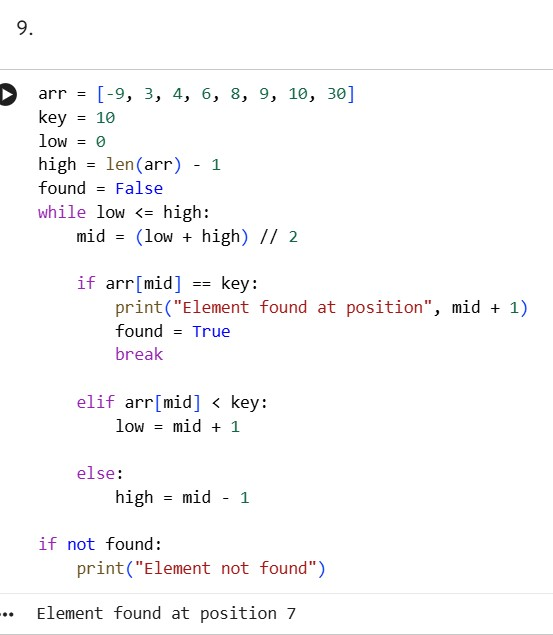 9.
arr = [-9, 3, 4, 6, 8, 9, 10, 30]
key = 10
low = 0
high = len(arr) - 1
found = False
while low <= high:
    mid = (low + high) // 2

    if arr[mid] == key:
        print("Element found at position", mid + 1)
        found = True
        break

    elif arr[mid] < key:
        low = mid + 1

    else:
        high = mid - 1

if not found:
    print("Element not found")
Element found at position 7